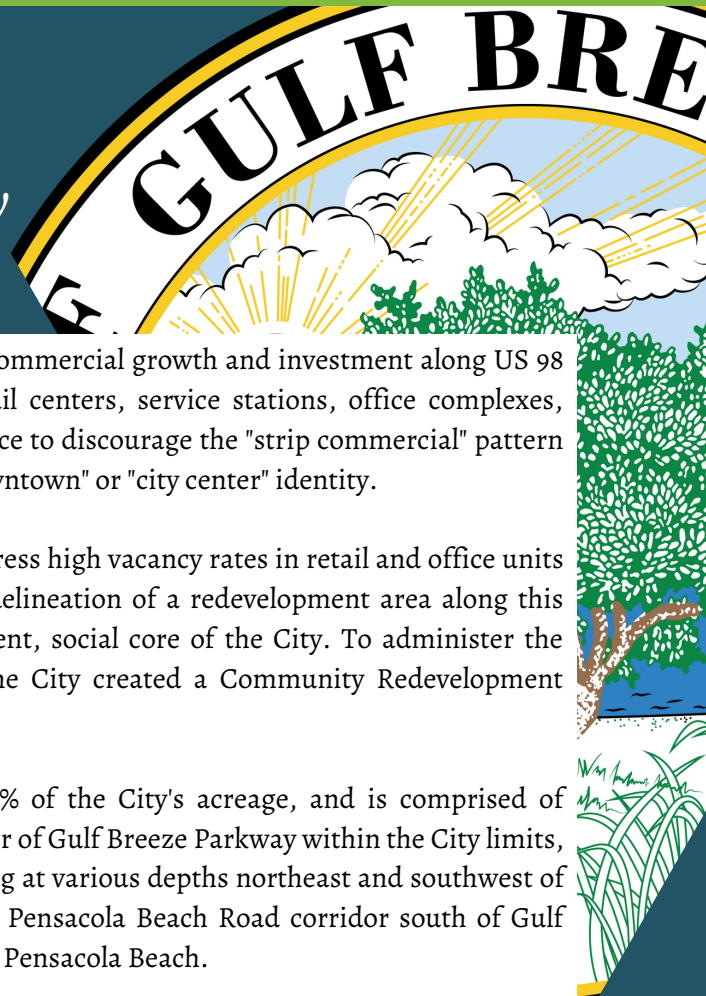 GULF BRE
ommercial growth and investment along US 98
il centers, service stations, office complexes,
ce to discourage the "strip commercial" pattern
wntown" or "city center" identity.
ress high vacancy rates in retail and office units
elineation of a redevelopment area along this
ent, social core of the City. To administer the
he City created a Community Redevelopment
% of the City's acreage, and is comprised of
r of Gulf Breeze Parkway within the City limits,
g at various depths northeast and southwest of
Pensacola Beach Road corridor south of Gulf
Pensacola Beach.